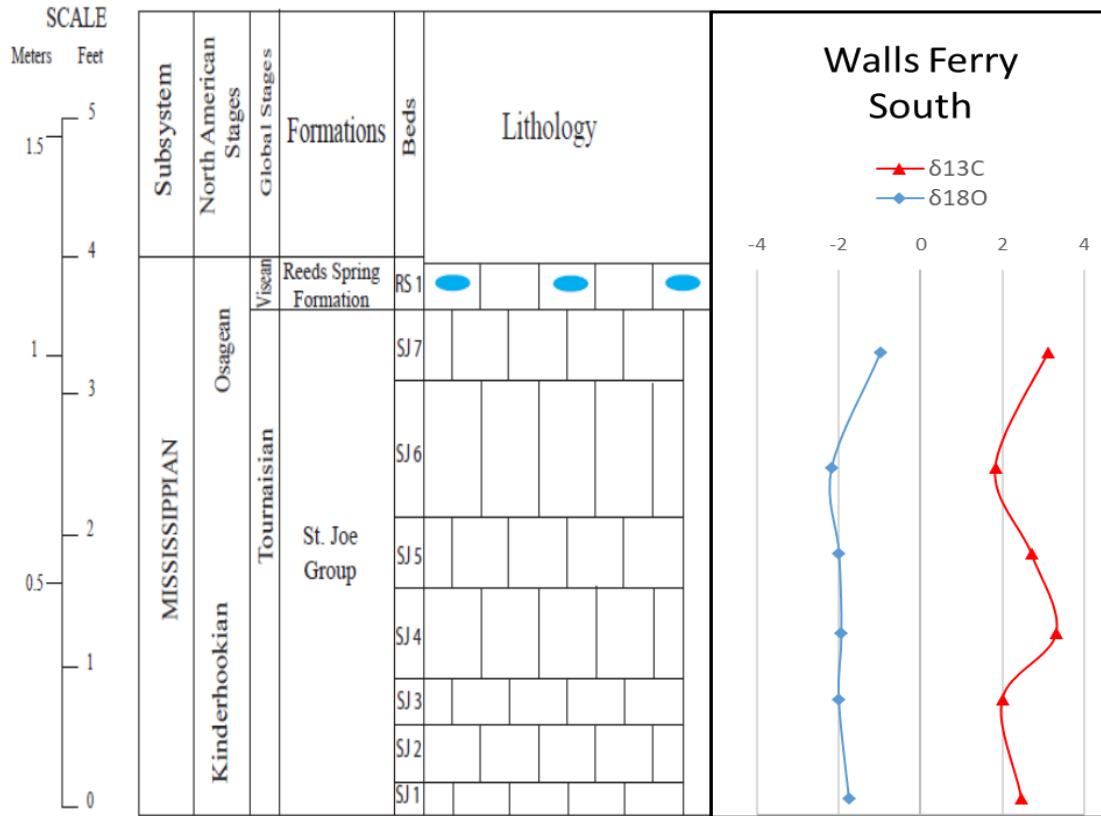 SCALE
Meters Feet
5
1.5
4
1
3
2
0.5
1
0
Subsystem
North American
Stages
Global Stages
Formations
Beds
Lithology
MISSISSIPPIAN
Osagean
Kinderhookian
Visean
Tournaisian
Reeds Spring
Formation
St. Joe
Group
RS 1
SJ 7
SJ 6
SJ 5
SJ 4
SJ 3
SJ 2
SJ 1
Walls Ferry
South
δ13C
δ18O
-4 -2 0 2 4